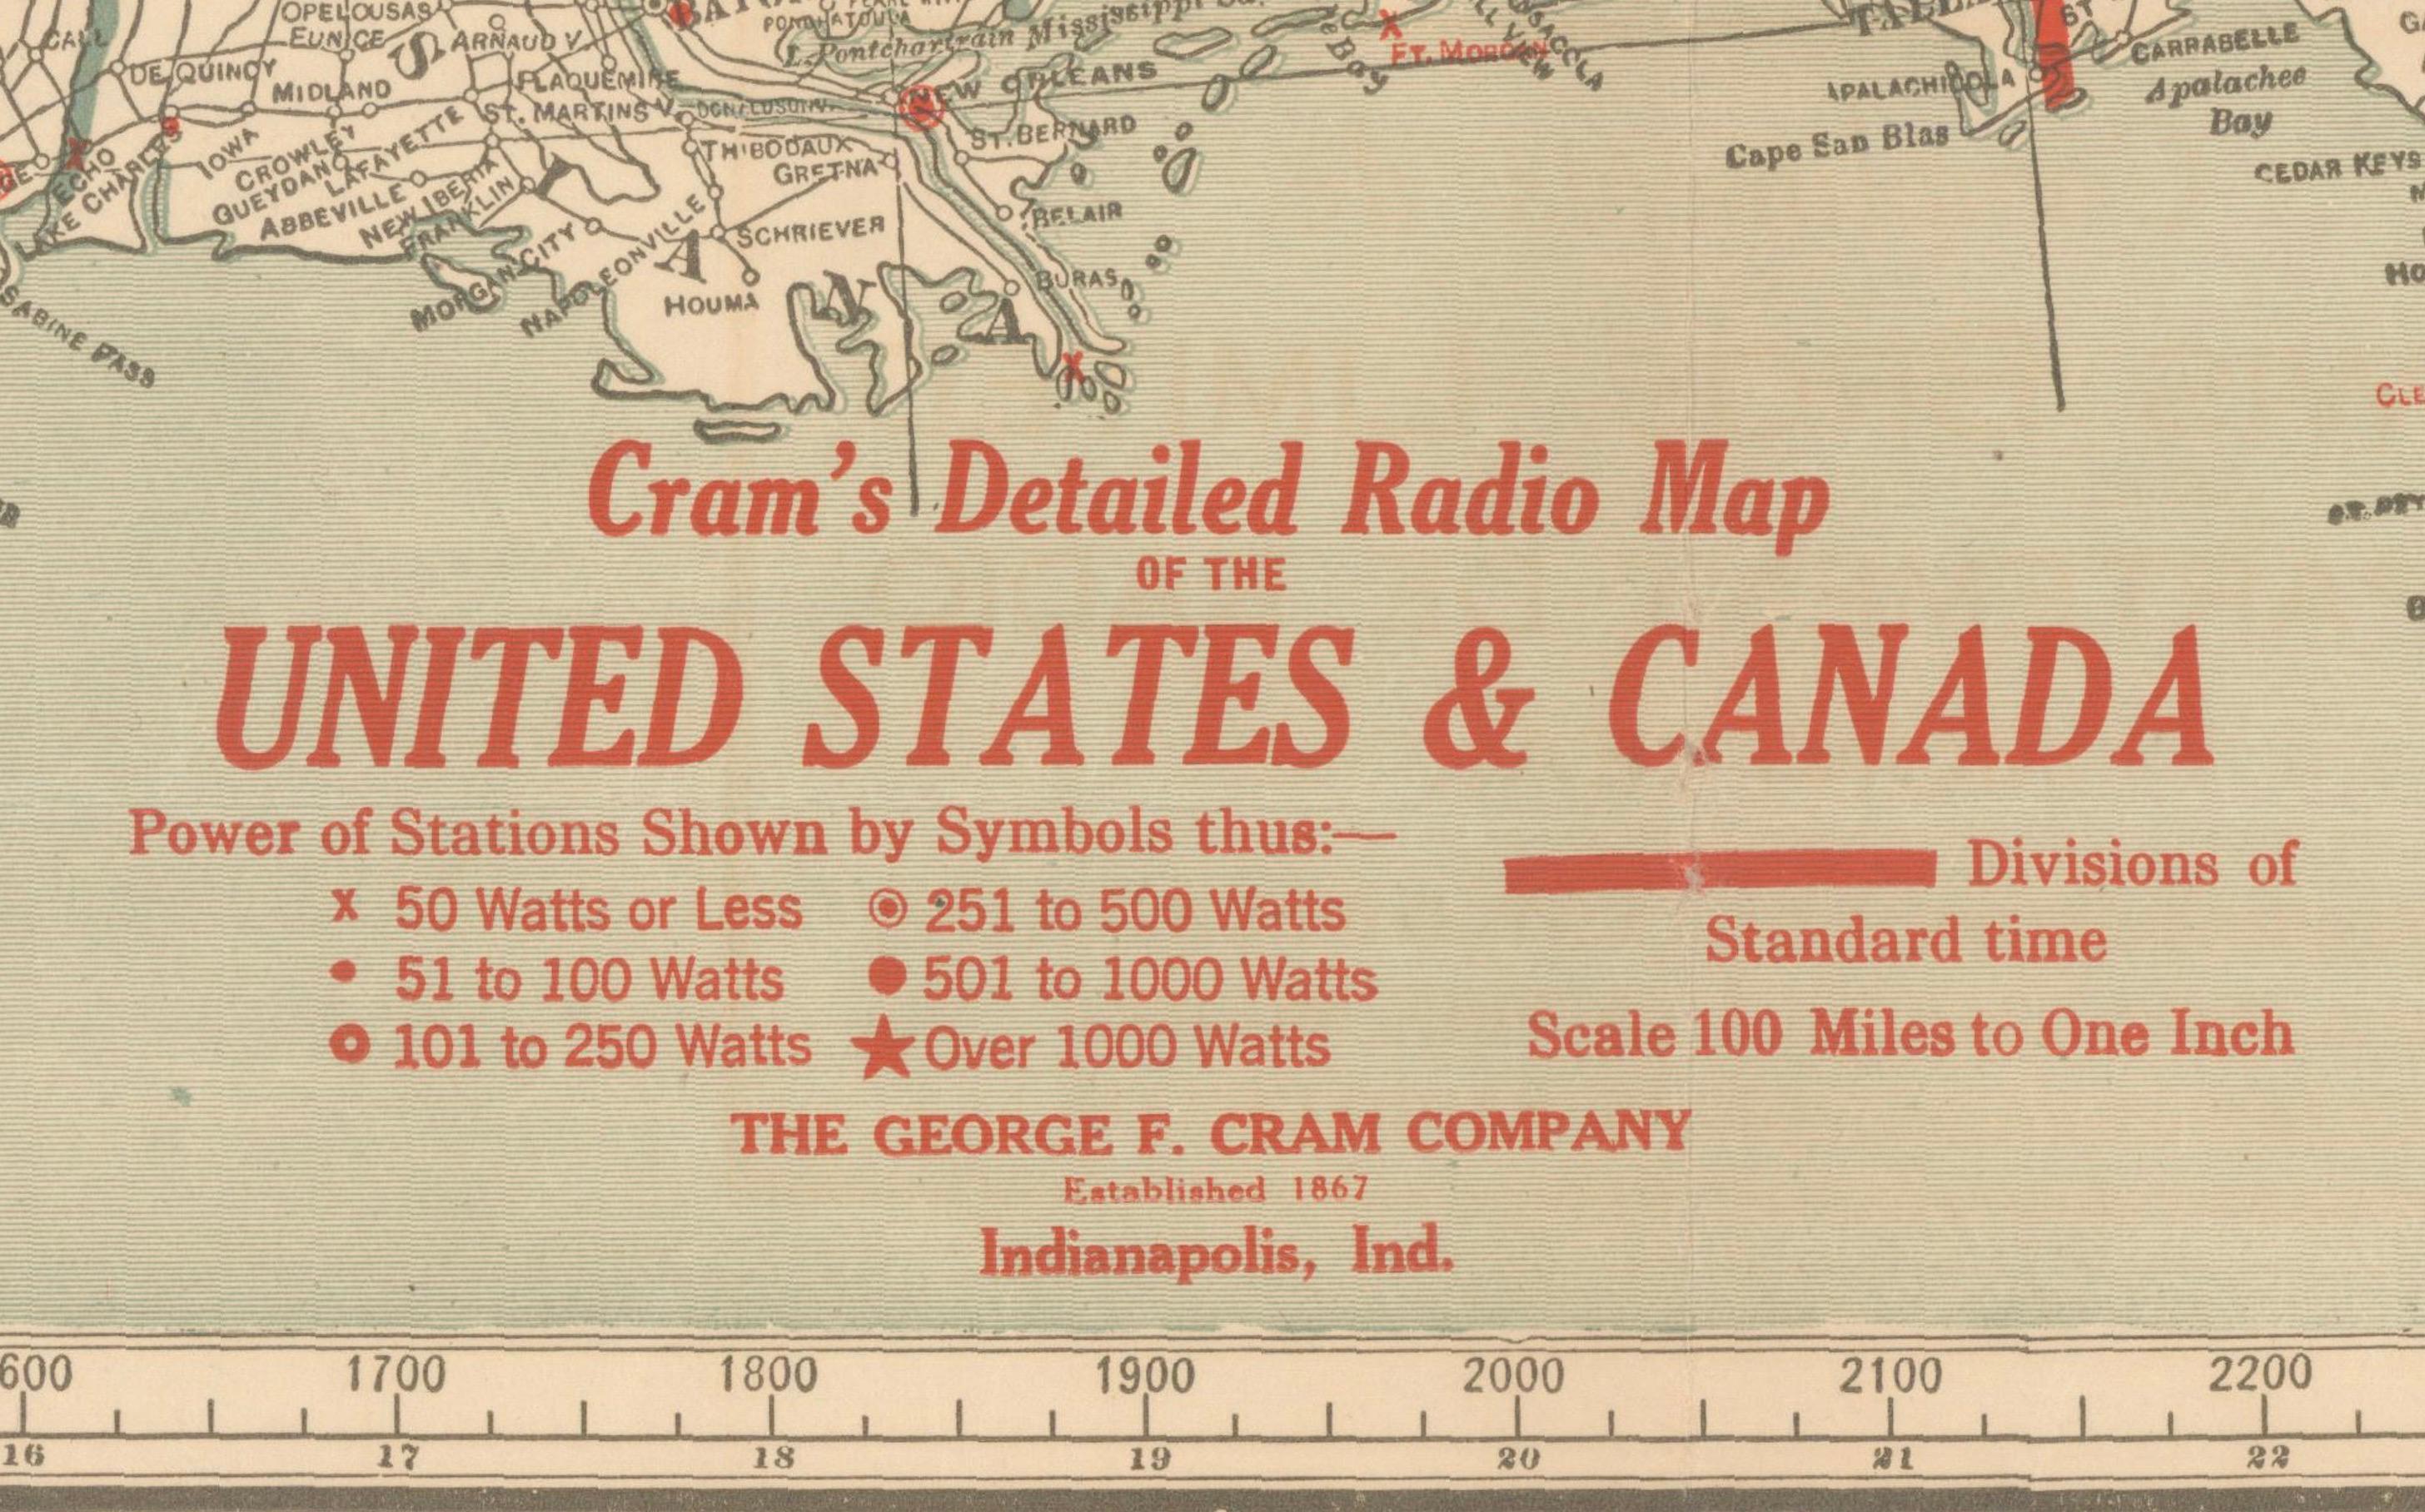 OPELOUSAS
EUNICE
ARNAUDV.
PONCHATOULA
L. Pontchartrain
Mississippi
DE QUINCY
MIDLAND
PLAQUEMINE
ST. MARTINSV.
NEW ORLEANS
Bay
FT. MORGAN
CARRABELLE
APALACHICOLA
Apalachee
Bay
Cape San Blas
CEDAR KEYS
ECHO
LAKE CHARLES
IOWA
CROWLEY
QUEYDAN
LAFAYETTE
ABBEVILLE
NEW IBERIA
FRANKLIN
THIBODAUX
GRETNA
ST. BERNARD
BELAIR
MORGAN CITY
NAPOLEONVILLE
SCHRIEVER
HOUMA
BURAS
A N A
SABINE PASS
Cram's Detailed Radio Map
OF THE
UNITED STATES & CANADA
Power of Stations Shown by Symbols thus:—
x 50 Watts or Less
51 to 100 Watts
101 to 250 Watts
251 to 500 Watts
501 to 1000 Watts
Over 1000 Watts
Divisions of
Standard time
Scale 100 Miles to One Inch
THE GEORGE F. CRAM COMPANY
Established 1867
Indianapolis, Ind.
600 1700 1800 1900 2000 2100 2200
16 17 18 19 20 21 22